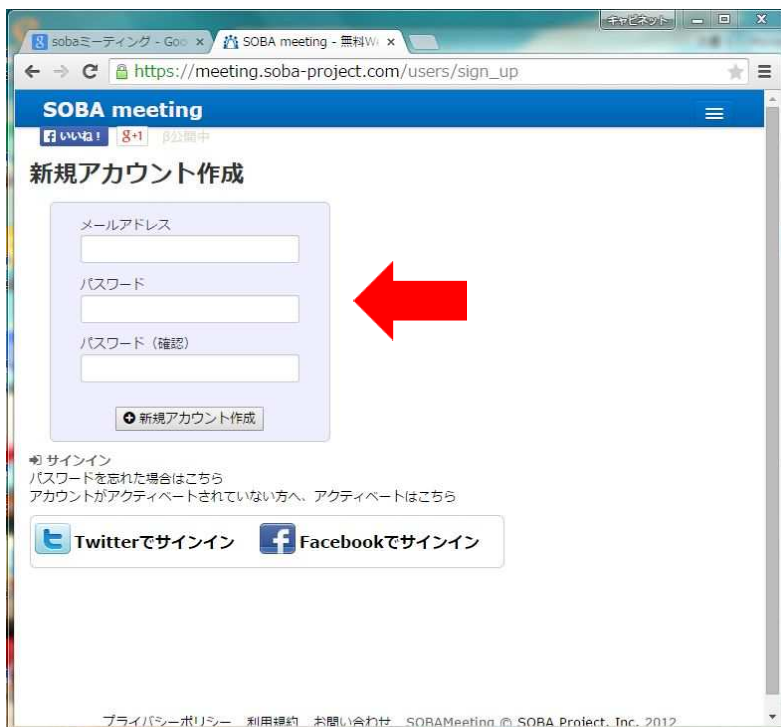 キャビネット
sobaミーティング - Goo
SOBA meeting - 無料W
https://meeting.soba-project.com/users/sign_up
SOBA meeting
いいね！ g+1 β公開中
新規アカウント作成
メールアドレス
パスワード
パスワード（確認）
新規アカウント作成
サインイン
パスワードを忘れた場合はこちら
アカウントがアクティベートされていない方へ、アクティベートはこちら
Twitterでサインイン Facebookでサインイン
プライバシーポリシー 利用規約 お問い合わせ SOBAMeeting © SOBA Project, Inc. 2012